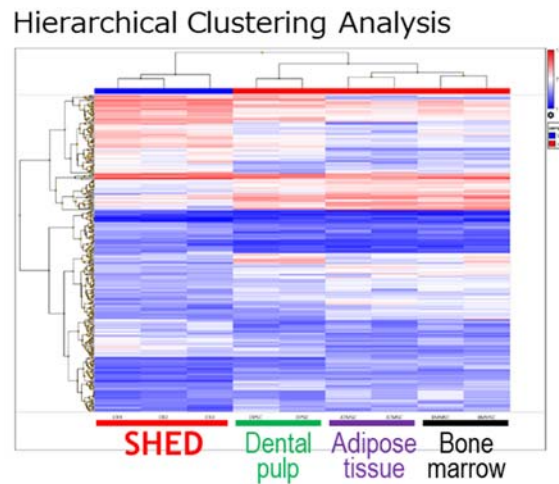 Hierarchical Clustering Analysis
SHED
Dental
pulp
Adipose
tissue
Bone
marrow